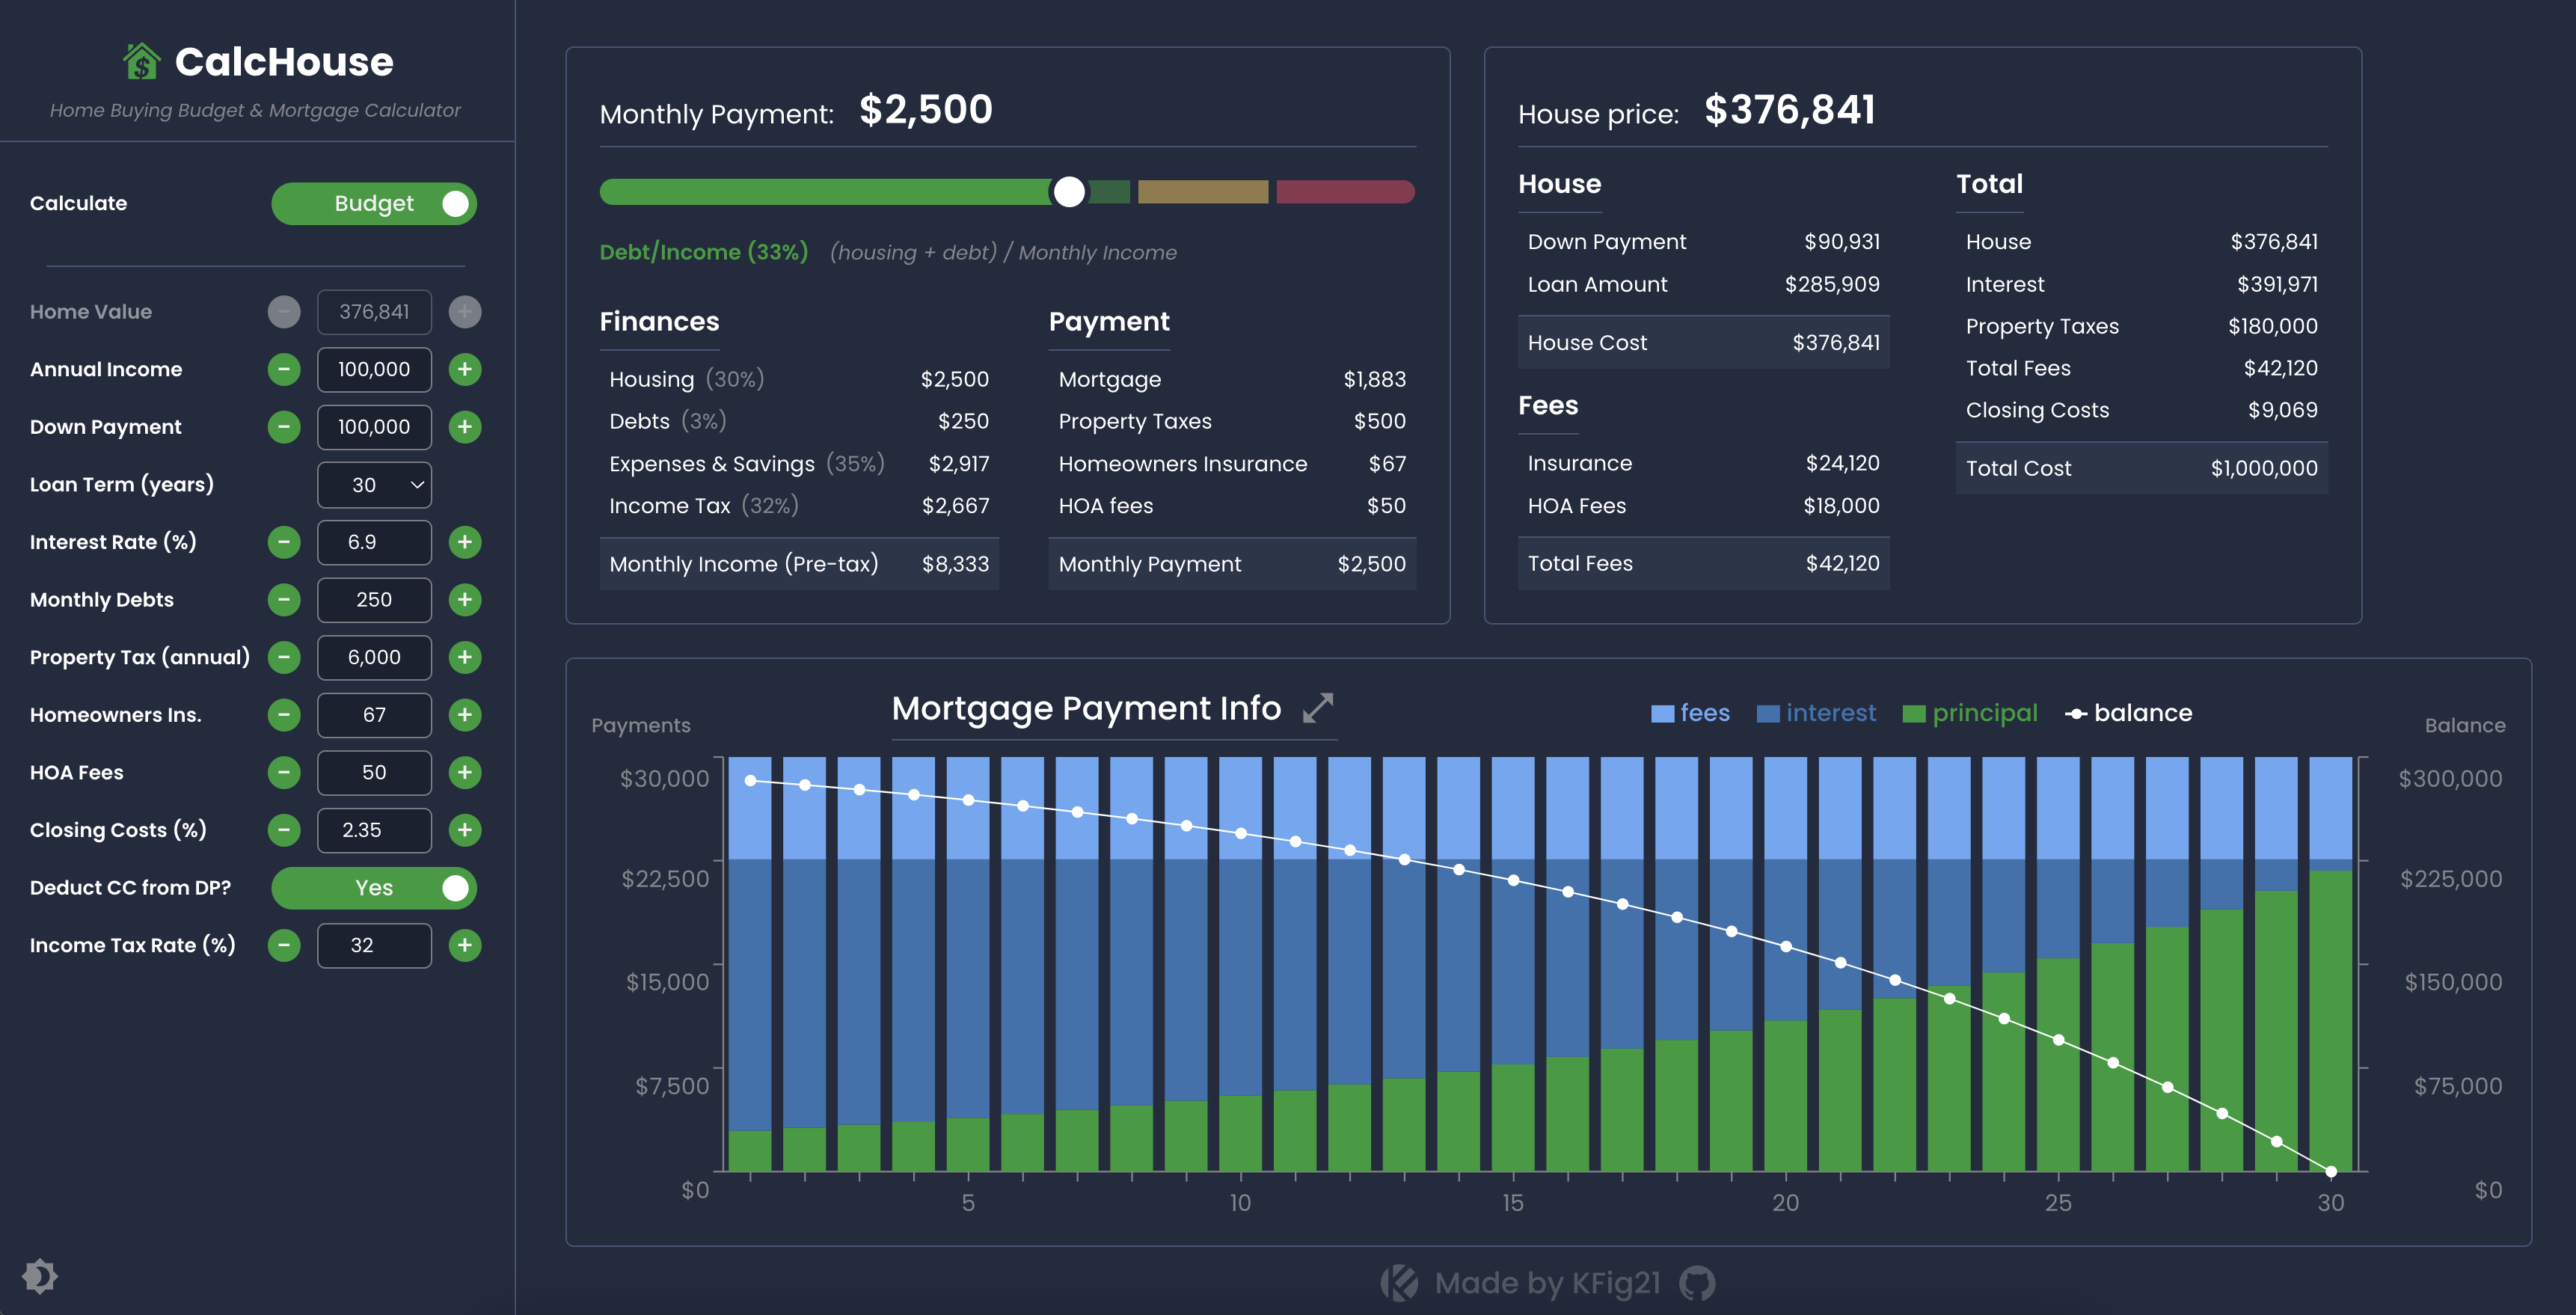 CalcHouse
Home Buying Budget & Mortgage Calculator
Calculate Budget
Home Value − 376,841 +
Annual Income − 100,000 +
Down Payment − 100,000 +
Loan Term (years) 30
Interest Rate (%) − 6.9 +
Monthly Debts − 250 +
Property Tax (annual) − 6,000 +
Homeowners Ins. − 67 +
HOA Fees − 50 +
Closing Costs (%) − 2.35 +
Deduct CC from DP? Yes
Income Tax Rate (%) − 32 +
Monthly Payment: $2,500
Debt/Income (33%) (housing + debt) / Monthly Income
Finances
Housing (30%) $2,500
Debts (3%) $250
Expenses & Savings (35%) $2,917
Income Tax (32%) $2,667
Monthly Income (Pre-tax) $8,333
Payment
Mortgage $1,883
Property Taxes $500
Homeowners Insurance $67
HOA fees $50
Monthly Payment $2,500
House price: $376,841
House
Down Payment $90,931
Loan Amount $285,909
House Cost $376,841
Fees
Insurance $24,120
HOA Fees $18,000
Total Fees $42,120
Total
House $376,841
Interest $391,971
Property Taxes $180,000
Total Fees $42,120
Closing Costs $9,069
Total Cost $1,000,000
Mortgage Payment Info
fees interest principal balance
Payments
$30,000
$22,500
$15,000
$7,500
$0
Balance
$300,000
$225,000
$150,000
$75,000
$0
5 10 15 20 25 30
Made by KFig21